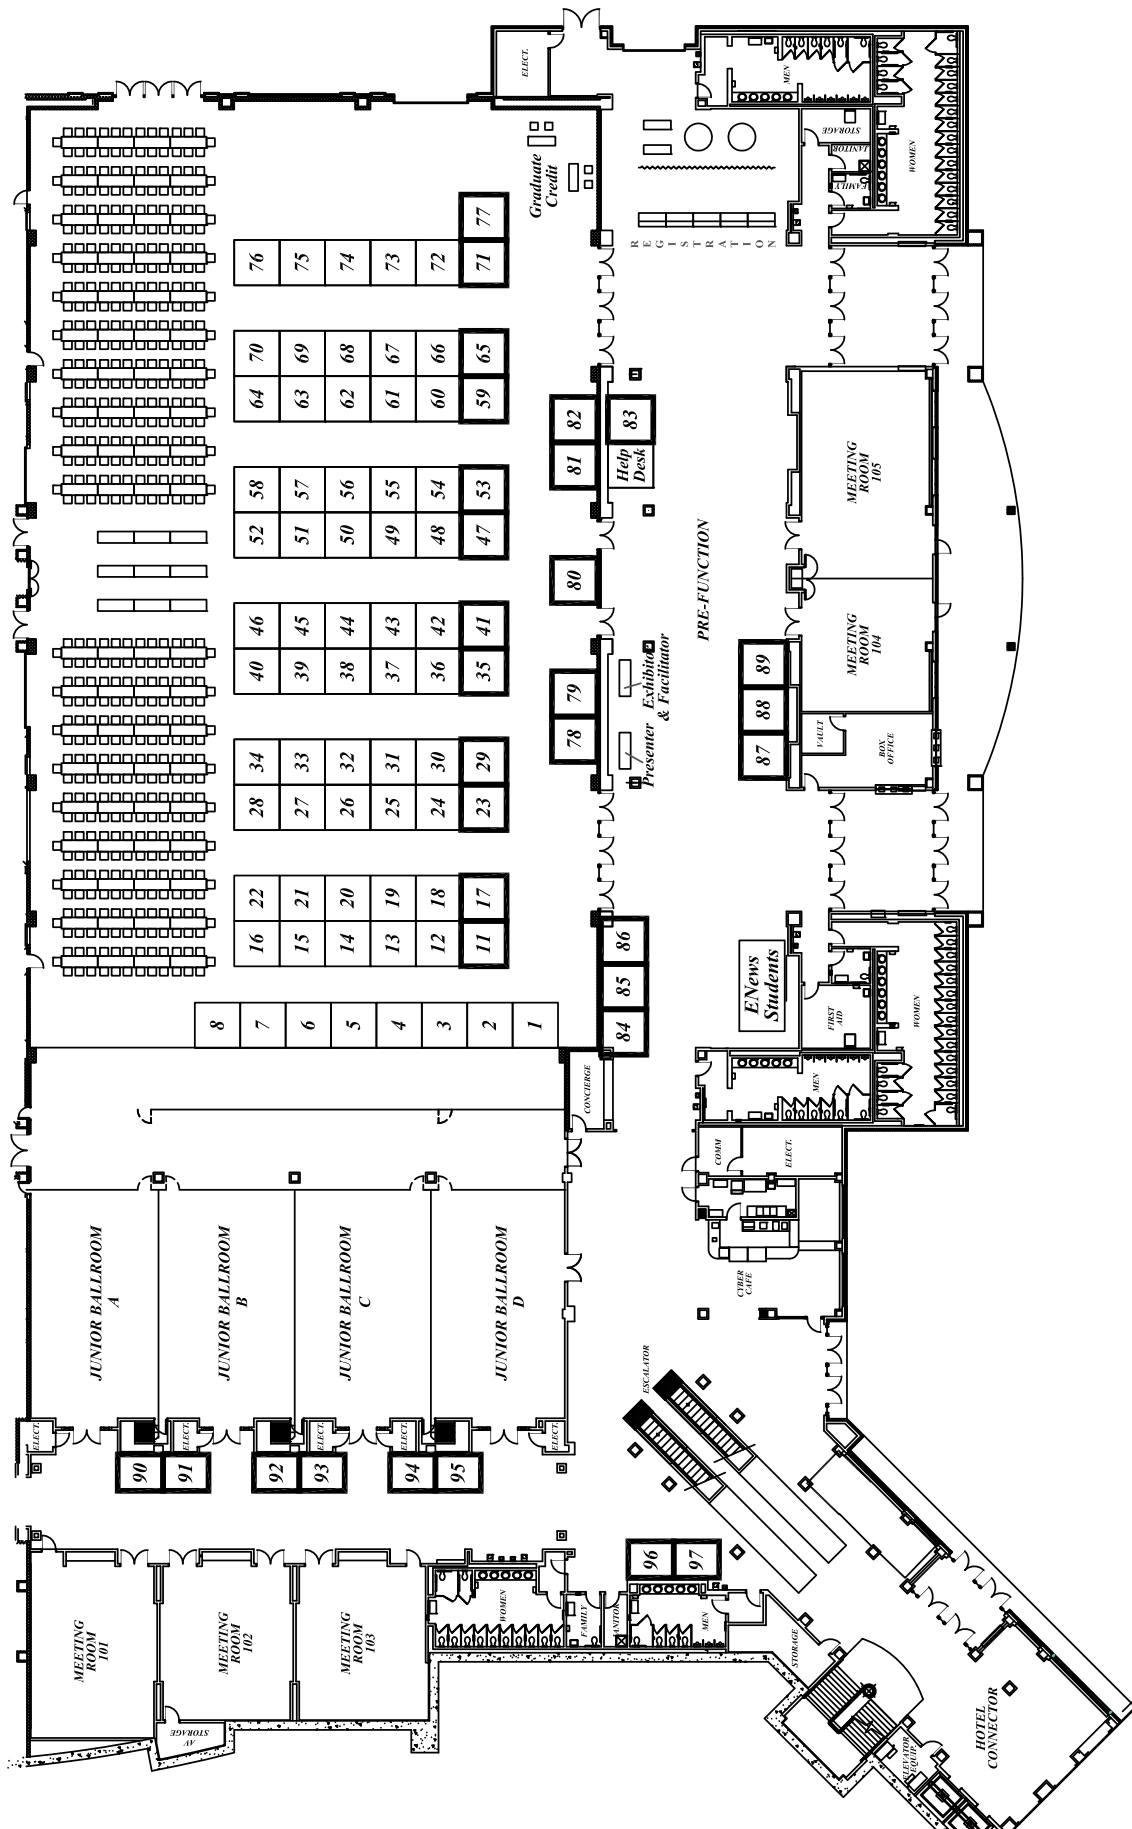 ELECT.
MEN
WOMEN
STORAGE
JANITOR
FAMILY
Graduate
Credit
REGISTRATION
77
76
75
74
73
72
71
70
69
68
67
66
65
64
63
62
61
60
59
82
83
81
Help
Desk
58
57
56
55
54
53
52
51
50
49
48
47
80
MEETING
ROOM
105
PRE-FUNCTION
46
45
44
43
42
41
40
39
38
37
36
35
79
78
Exhibitor
& Facilitator
Presenter
MEETING
ROOM
104
89
88
87
VAULT
BOX
OFFICE
34
33
32
31
30
29
28
27
26
25
24
23
22
21
20
19
18
17
16
15
14
13
12
11
86
85
84
ENews
Students
FIRST
AID
WOMEN
8
7
6
5
4
3
2
1
CONCIERGE
MEN
COMM
ELECT.
CYBER
CAFE
JUNIOR BALLROOM
A
JUNIOR BALLROOM
B
JUNIOR BALLROOM
C
JUNIOR BALLROOM
D
ESCALATOR
ELECT.
ELECT.
ELECT.
ELECT.
ELECT.
90
91
92
93
94
95
96
97
MEETING
ROOM
101
MEETING
ROOM
102
MEETING
ROOM
103
WOMEN
FAMILY
JANITOR
MEN
STORAGE
AV
STORAGE
ELEVATOR
EQUIP.
HOTEL
CONNECTOR